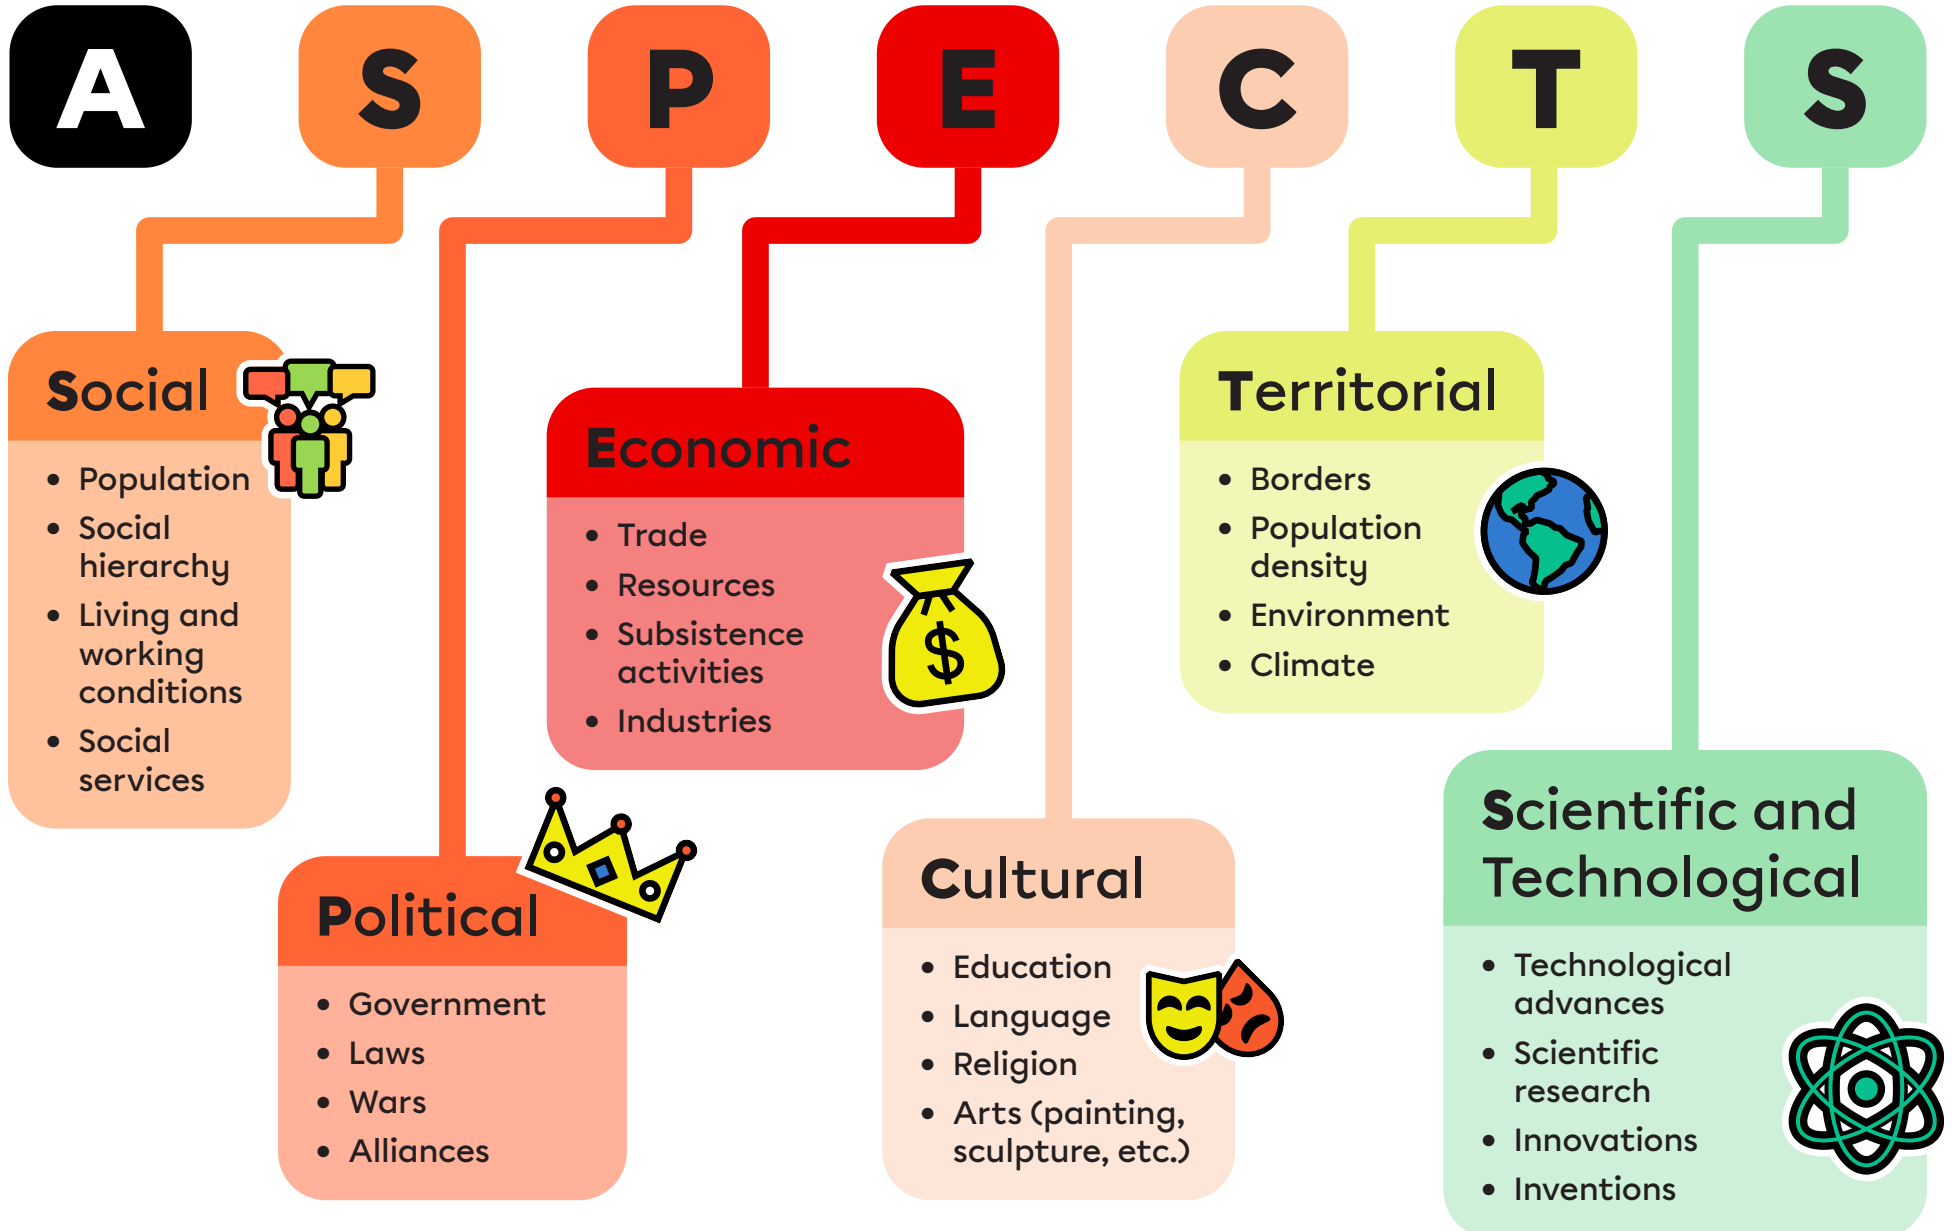 A S P E C T S
Social
• Population
• Social
hierarchy
• Living and
working
conditions
• Social
services
Political
• Government
• Laws
• Wars
• Alliances
Economic
• Trade
• Resources
• Subsistence
activities
• Industries
$
Cultural
• Education
• Language
• Religion
• Arts (painting,
sculpture, etc.)
Territorial
• Borders
• Population
density
• Environment
• Climate
Scientific and
Technological
• Technological
advances
• Scientific
research
• Innovations
• Inventions